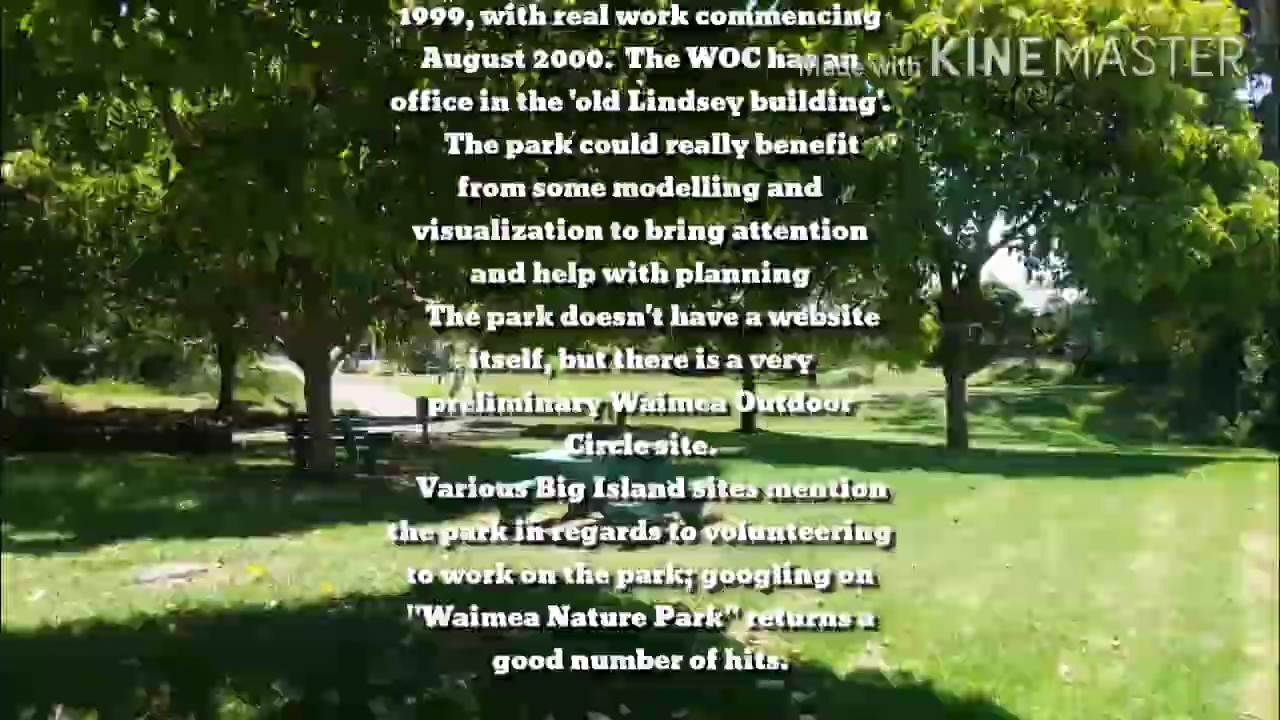 1999, with real work commencing
August 2000. The WOC has an
Made with KINEMASTER
office in the 'old Lindsey building'.
The park could really benefit
from some modelling and
visualization to bring attention
and help with planning
The park doesn't have a website
itself, but there is a very
preliminary Waimea Outdoor
Circle site.
Various Big Island sites mention
the park in regards to volunteering
to work on the park; googling on
"Waimea Nature Park" returns a
good number of hits.